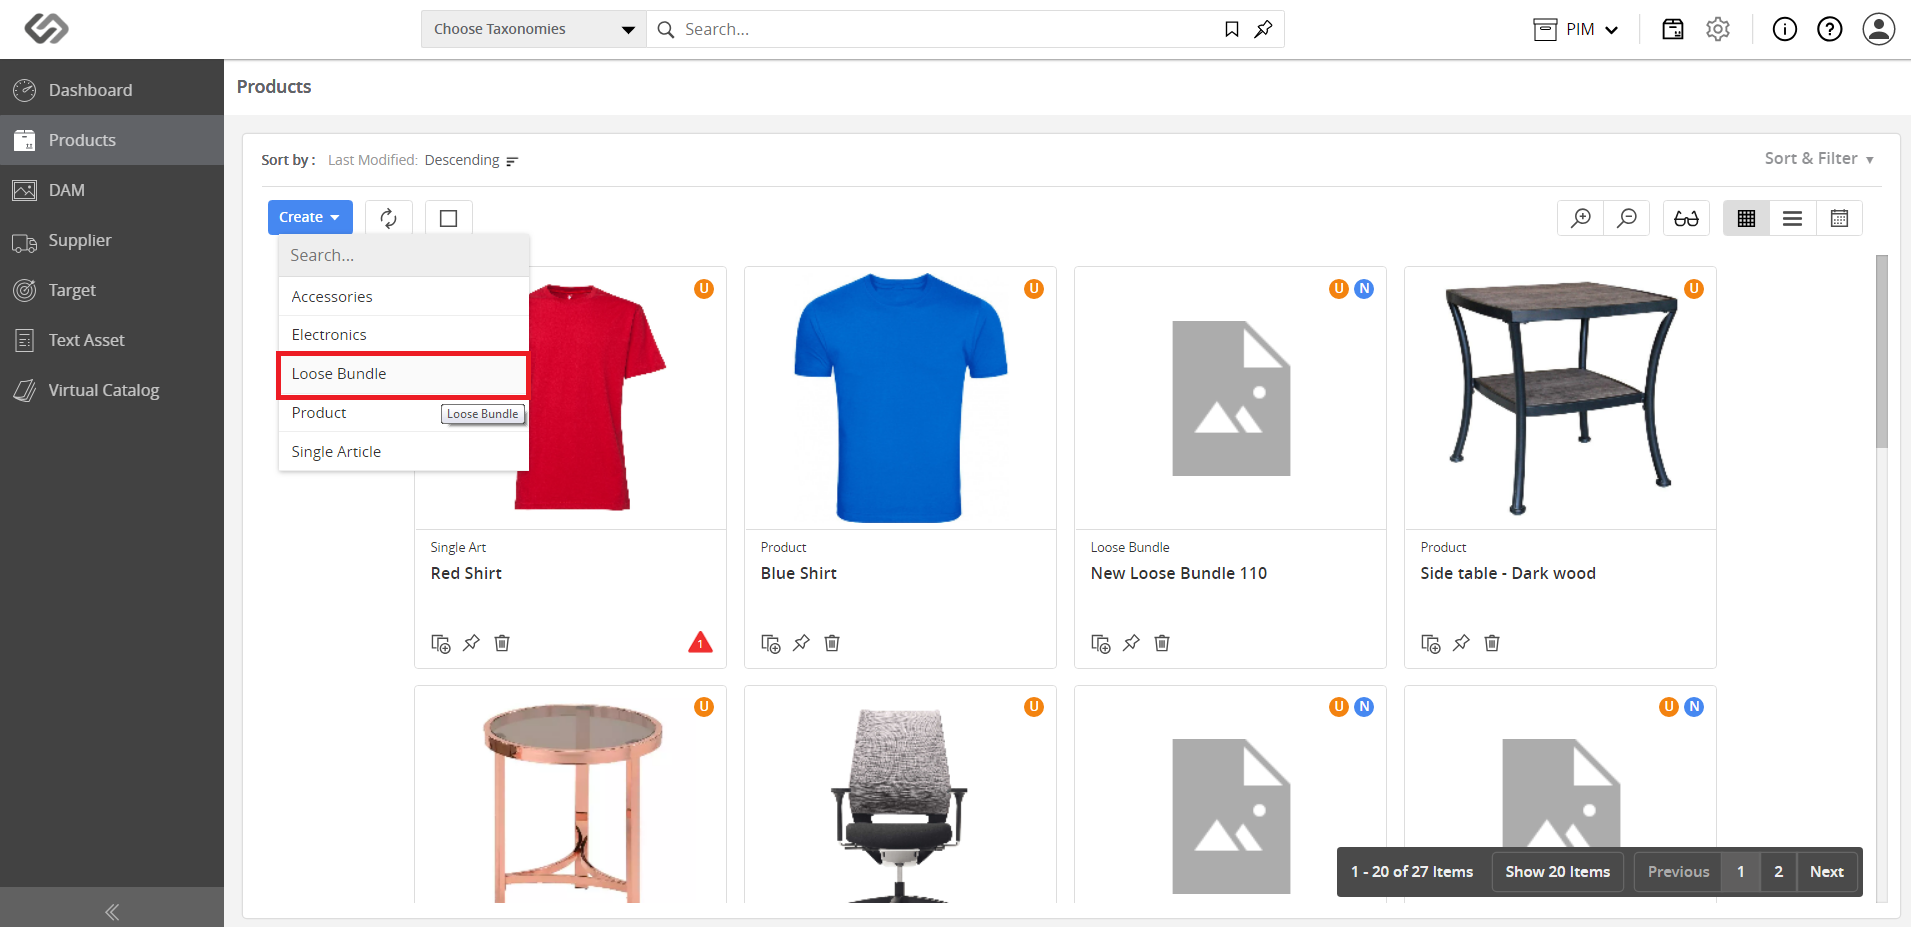 Choose Taxonomies
Search...
PIM
Dashboard
Products
DAM
Supplier
Target
Text Asset
Virtual Catalog
Products
Sort by : Last Modified: Descending
Sort & Filter
Create
Search...
Accessories
Electronics
Loose Bundle
Product
Loose Bundle
Single Article
U
U
U N
U
Single Art
Red Shirt
1
Product
Blue Shirt
Loose Bundle
New Loose Bundle 110
Product
Side table - Dark wood
U
U
U N
U N
1 - 20 of 27 Items Show 20 Items Previous 1 2 Next